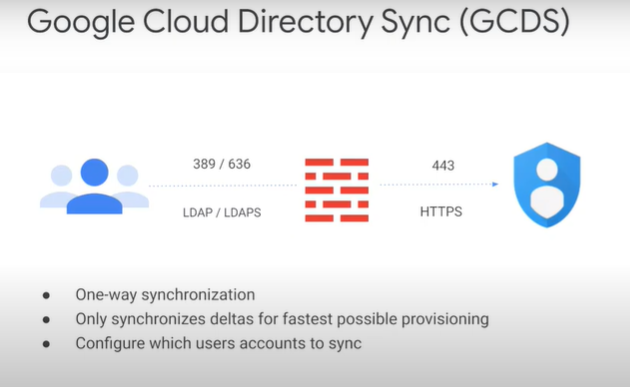 Google Cloud Directory Sync (GCDS)
389 / 636
443
LDAP / LDAPS
HTTPS
One-way synchronization
Only synchronizes deltas for fastest possible provisioning
Configure which users accounts to sync